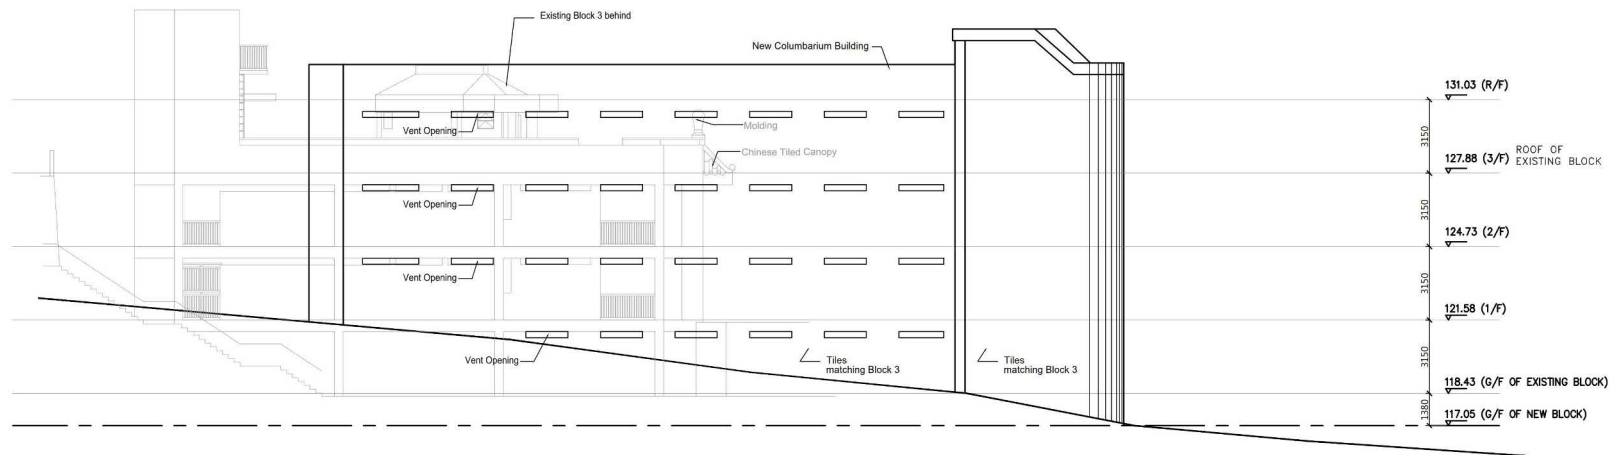 Existing Block 3 behind
New Columbarium Building
131.03 (R/F)
Vent Opening
Molding
3150
Chinese Tiled Canopy
127.88 (3/F)
ROOF OF
EXISTING BLOCK
Vent Opening
3150
124.73 (2/F)
Vent Opening
3150
121.58 (1/F)
Vent Opening
Tiles
matching Block 3
Tiles
matching Block 3
3150
118.43 (G/F OF EXISTING BLOCK)
1380
117.05 (G/F OF NEW BLOCK)